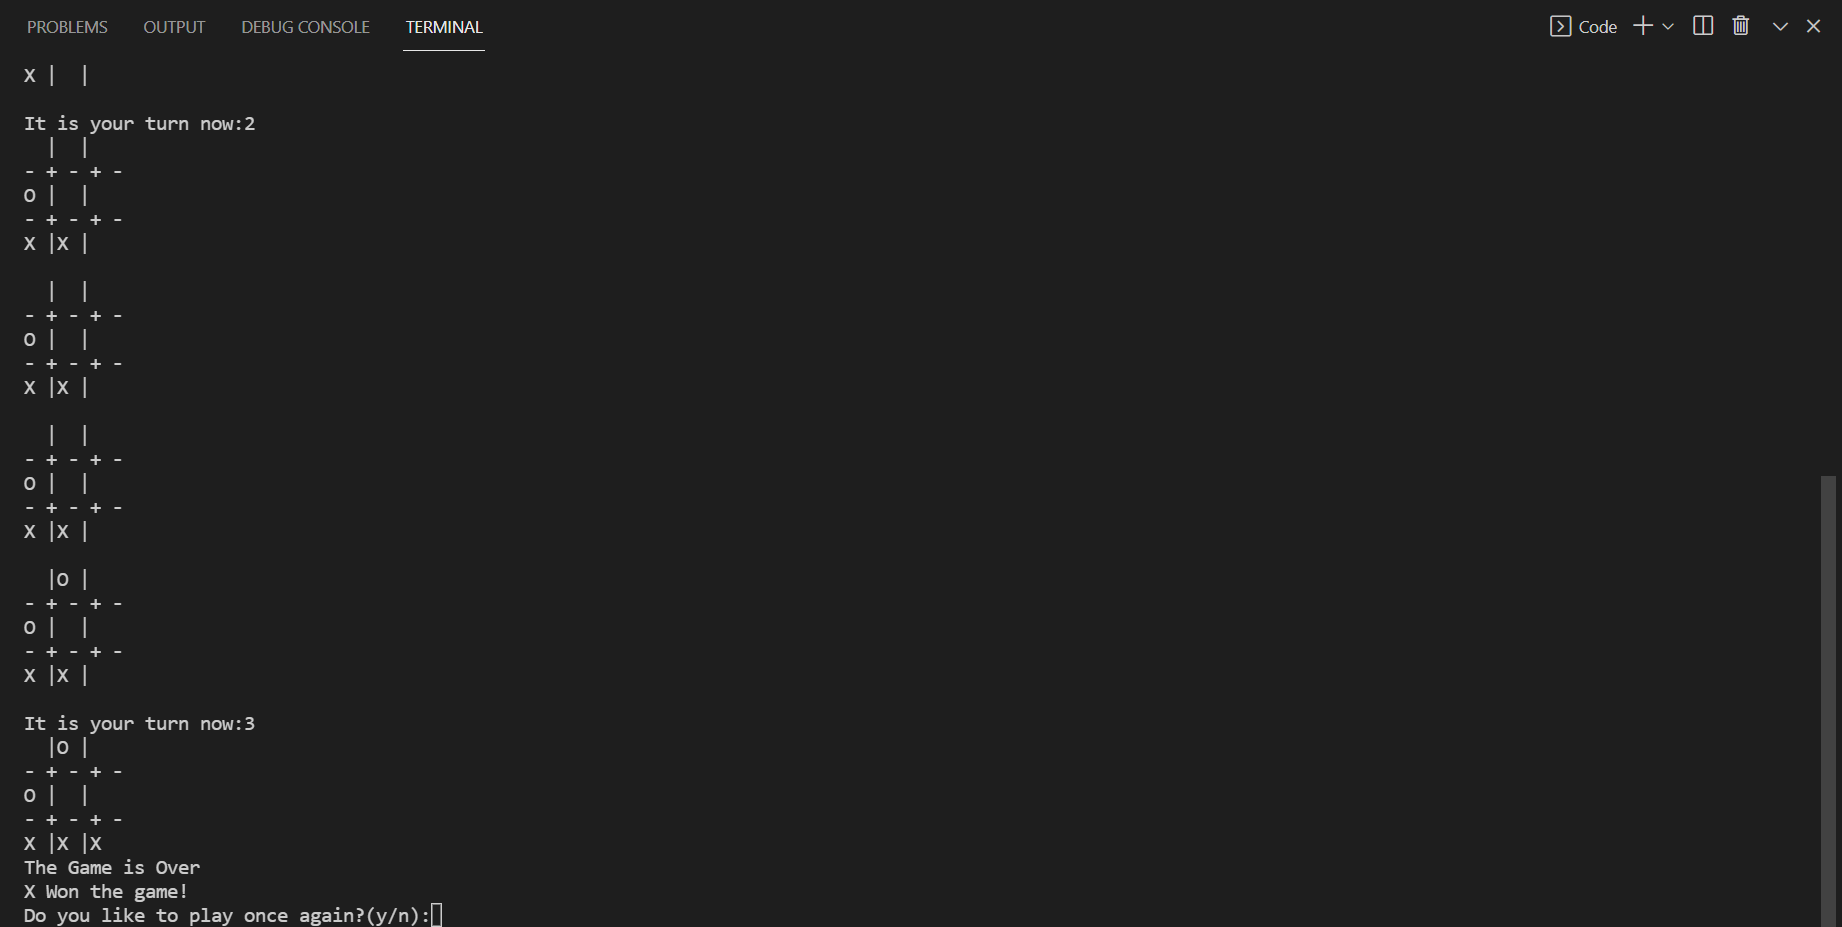 PROBLEMS OUTPUT DEBUG CONSOLE TERMINAL Code
X |  |
It is your turn now:2
  |  |
- + - + -
O |  |
- + - + -
X |X |
  |  |
- + - + -
O |  |
- + - + -
X |X |
  |  |
- + - + -
O |  |
- + - + -
X |X |
  |O |
- + - + -
O |  |
- + - + -
X |X |
It is your turn now:3
  |O |
- + - + -
O |  |
- + - + -
X |X |X
The Game is Over
X Won the game!
Do you like to play once again?(y/n):